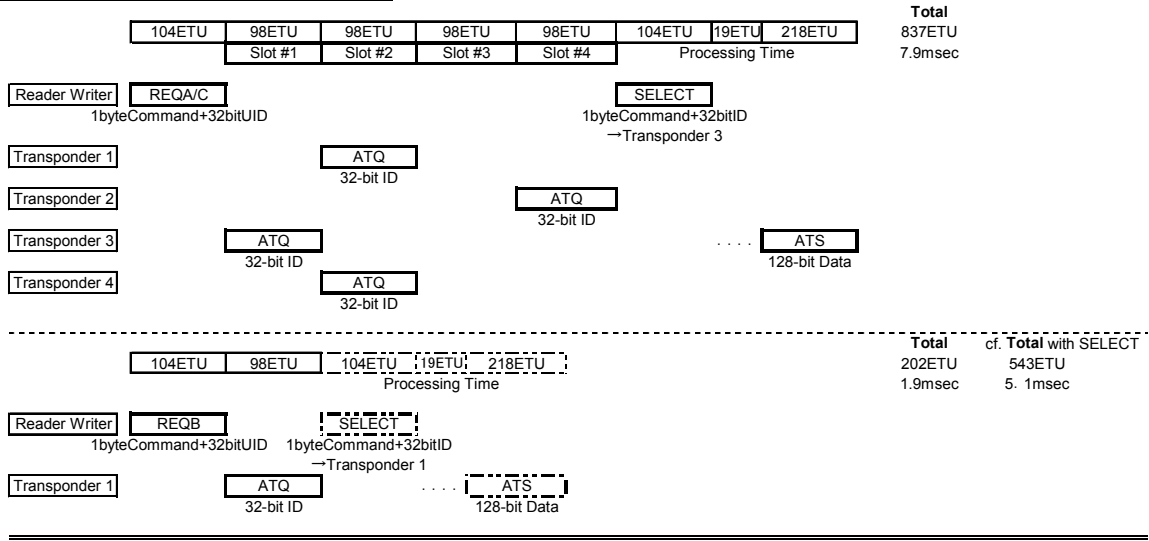 Total
104ETU 98ETU 98ETU 98ETU 98ETU 104ETU 19ETU 218ETU 837ETU
Slot #1 Slot #2 Slot #3 Slot #4 Processing Time 7.9msec
Reader Writer REQA/C SELECT
1byteCommand+32bitUID 1byteCommand+32bitID
→Transponder 3
Transponder 1 ATQ
32-bit ID
Transponder 2 ATQ
32-bit ID
Transponder 3 ATQ . . . . ATS
32-bit ID 128-bit Data
Transponder 4 ATQ
32-bit ID
Total cf. Total with SELECT
104ETU 98ETU 104ETU 19ETU 218ETU 202ETU 543ETU
Processing Time 1.9msec 5. 1msec
Reader Writer REQB SELECT
1byteCommand+32bitUID 1byteCommand+32bitID
→Transponder 1
Transponder 1 ATQ . . . . ATS
32-bit ID 128-bit Data